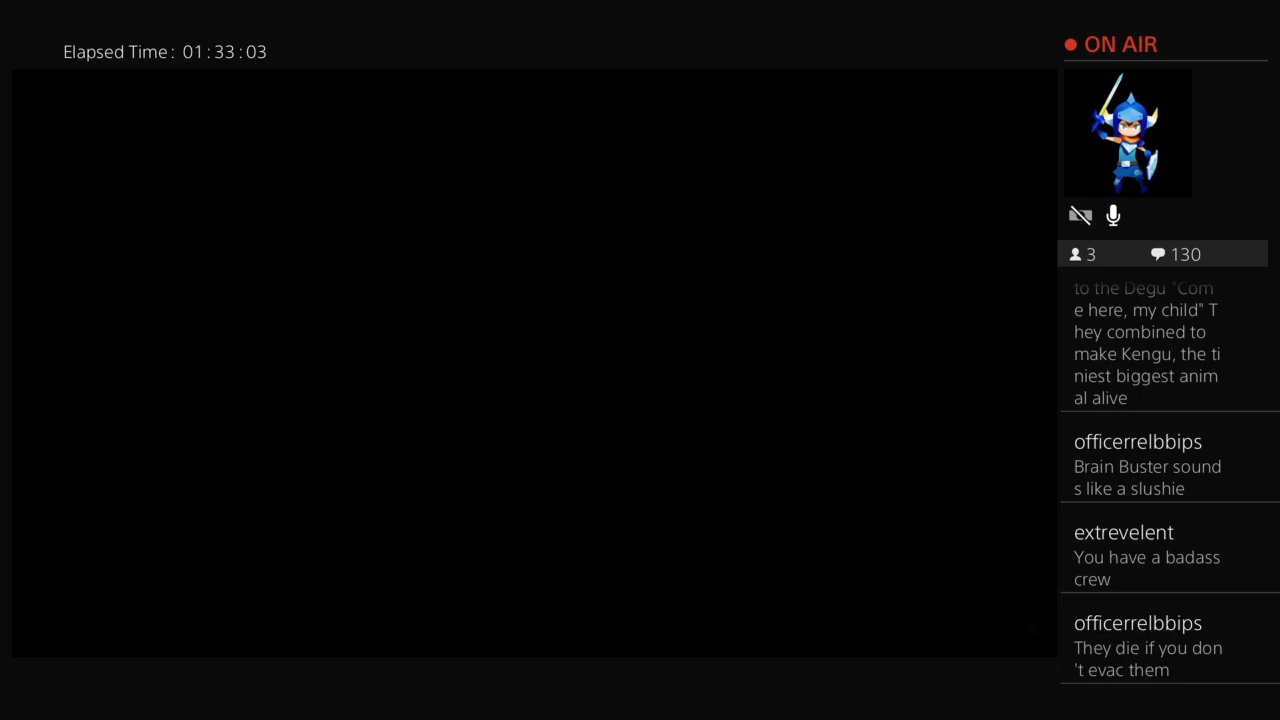 Elapsed Time: 01:33:03
ON AIR
3 130
to the Degu "Com
e here, my child" T
hey combined to
make Kengu, the ti
niest biggest anim
al alive
officerrelbbips
Brain Buster sound
s like a slushie
extrevelent
You have a badass
crew
officerrelbbips
They die if you don
't evac them